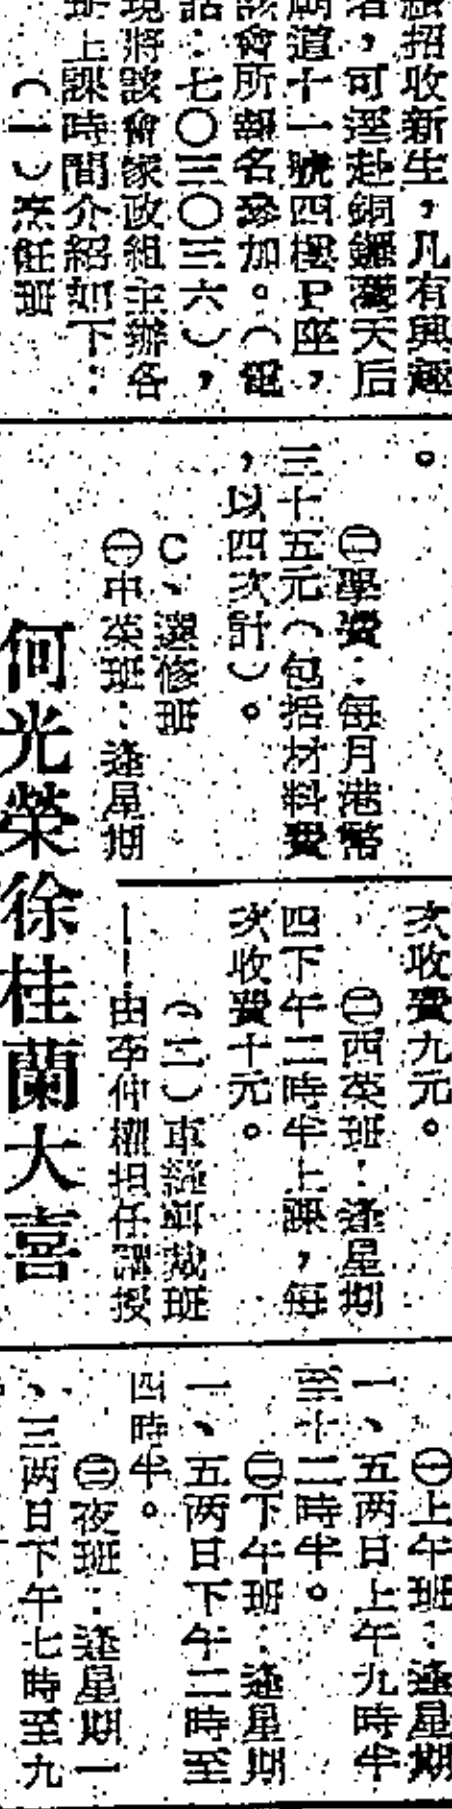 續招收新生,凡有興趣
者,可逕赴銅鑼灣天后
廟道十一號四樓P座,
該會所報名參加。(電
話:七〇三〇三六),
現將該會家政組主辦各
班上課時間介紹如下:
(一)烹飪班
。
㊁學費:每月港幣
三十五元(包括材料費
,以四次計)。
C、選修班
㊀中菜班:逢星期
次收費九元。
㊁西菜班:逢星期
四下午二時半上課,每
次收費十元。
(二)車縫剪裁班
——由李仲權担任課授
何光榮徐桂蘭大喜
㊀上午班:逢星期
一、五两日上午九時半
至十二時半。
㊁下午班:逢星期
一、五两日下午二時至
四時半。
㊂夜班:逢星期一
、三两日下午七時至九